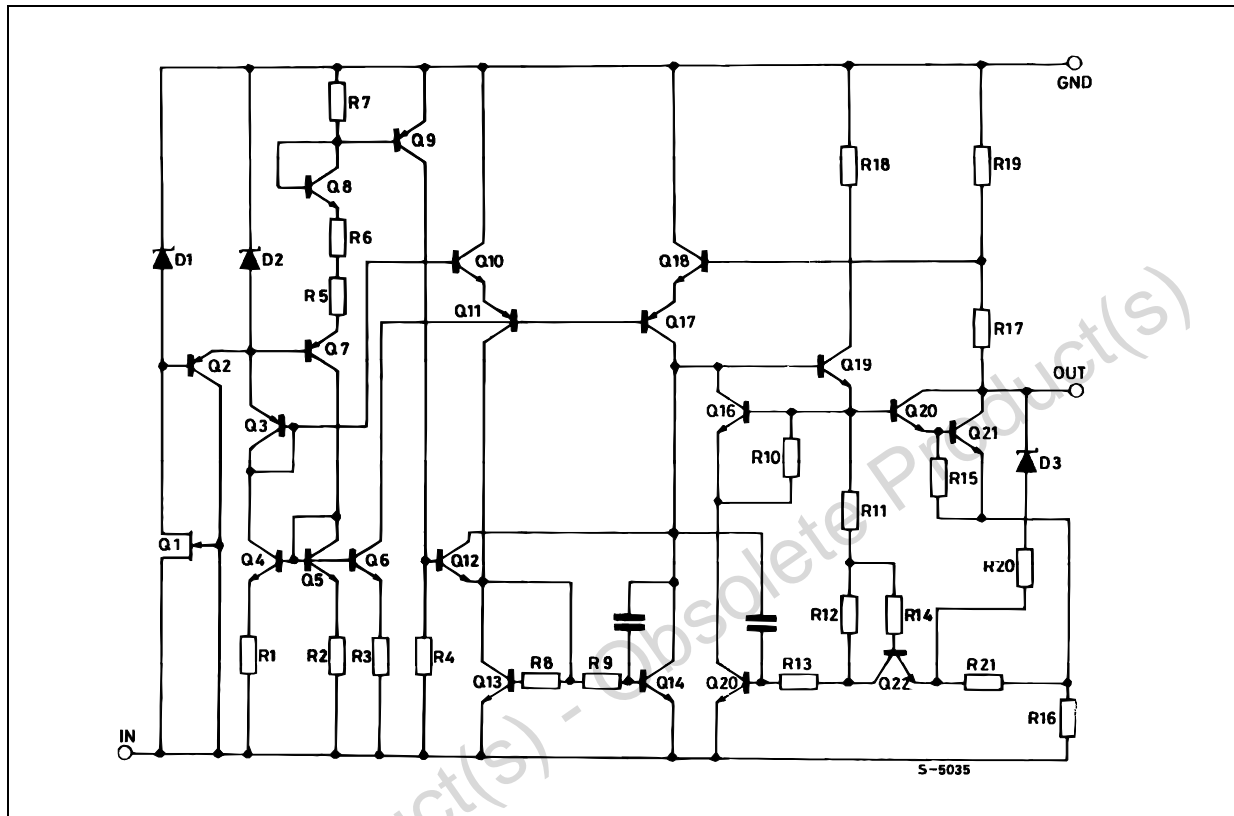 GND
R7
Q9
R18
R19
Q8
R6
D1
D2
Q10
Q18
R5
Q11
Q17
R17
Q2
Q7
Q19
OUT
Q3
Q16
Q20
Q21
R10
R15
D3
R11
Q1
Q4
Q5
Q6
Q12
R20
R12
R14
R1
R2
R3
R4
R8
R9
R13
R21
Q13
Q14
Q20
Q22
R16
IN
S-5035
uct(s) - Obsolete Product(s)